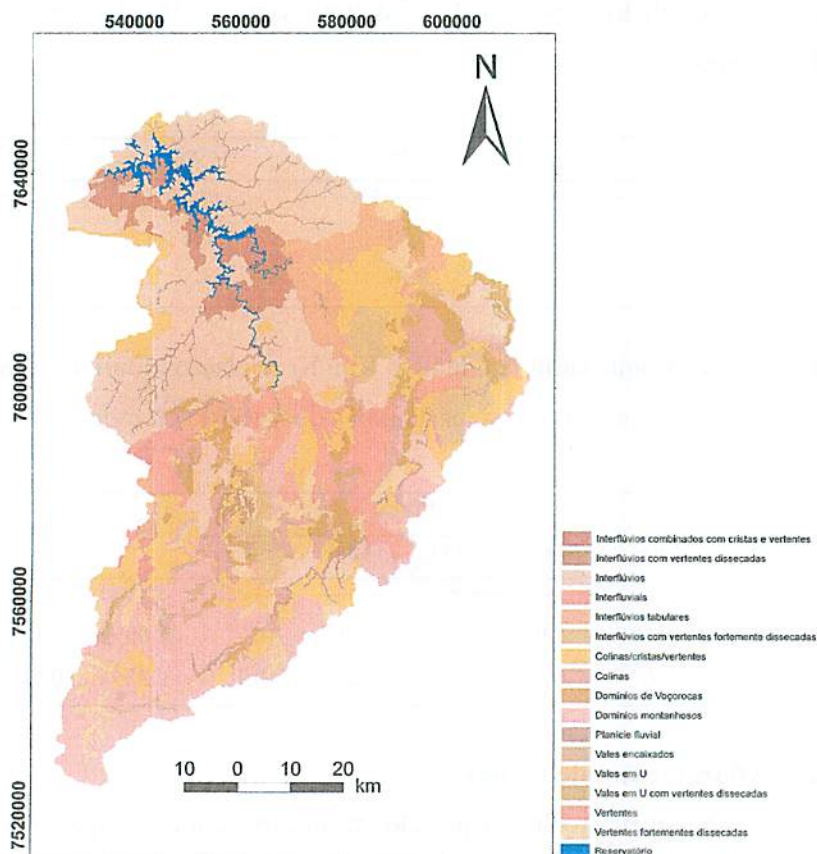 540000 560000 580000 600000
N
7640000
7600000
7560000
7520000
10 0 10 20
km
Interflúvios combinados com cristas e vertentes
Interflúvios com vertentes dissecadas
Interflúvios
Interfluviais
Interflúvios tabulares
Interflúvios com vertentes fortemente dissecadas
Colinas/cristas/vertentes
Colinas
Domínios de Voçorocas
Domínios montanhosos
Planície fluvial
Vales encaixados
Vales em U
Vales em U com vertentes dissecadas
Vertentes
Vertentes fortementes dissecadas
Reservatório